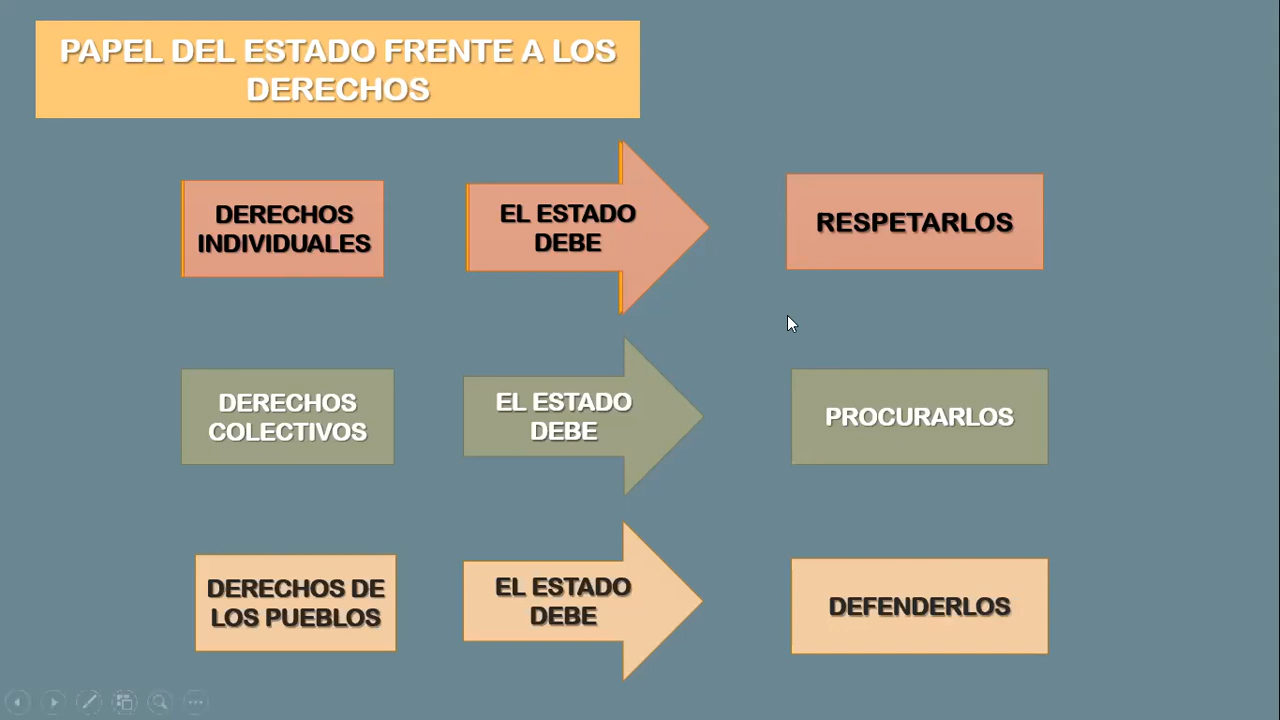 PAPEL DEL ESTADO FRENTE A LOS
DERECHOS
DERECHOS
INDIVIDUALES
EL ESTADO
DEBE
RESPETARLOS
DERECHOS
COLECTIVOS
EL ESTADO
DEBE
PROCURARLOS
DERECHOS DE
LOS PUEBLOS
EL ESTADO
DEBE
DEFENDERLOS